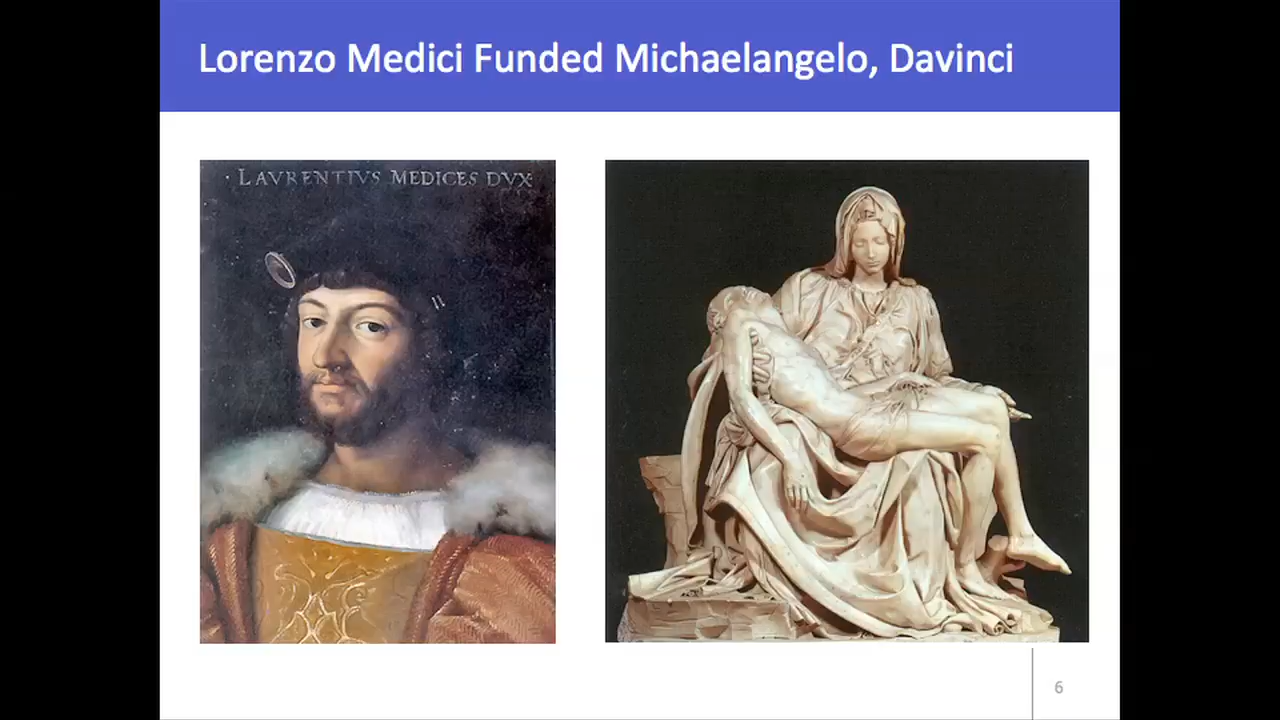 Lorenzo Medici Funded Michaelangelo, Davinci
· LAVRENTIVS MEDICES DVX·
6